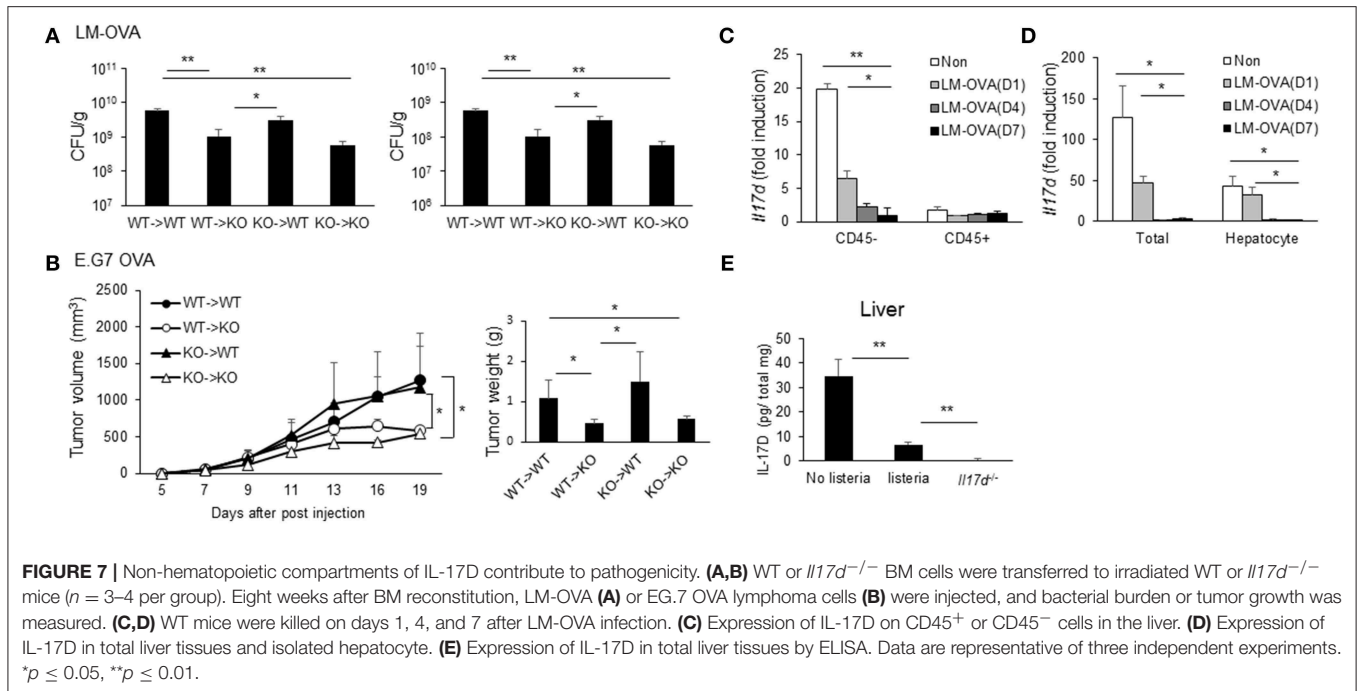 A LM-OVA
CFU/g
10¹¹
10¹⁰
10⁹
10⁸
10⁷
** ** *
WT->WT WT->KO KO->WT KO->KO
CFU/g
10¹⁰
10⁹
10⁸
10⁷
10⁶
** ** *
WT->WT WT->KO KO->WT KO->KO
B E.G7 OVA
Tumor volume (mm³)
2500
2000
1500
1000
500
0
WT->WT
WT->KO
KO->WT
KO->KO
* *
5 7 9 11 13 16 19
Days after post injection
Tumor weight (g)
3
2
1
0
* * * 
WT->WT WT->KO KO->WT KO->KO
C
Il17d (fold induction)
25
20
15
10
5
0
** *
Non
LM-OVA(D1)
LM-OVA(D4)
LM-OVA(D7)
CD45- CD45+
D
Il17d (fold induction)
200
150
100
50
0
* * * *
Non
LM-OVA(D1)
LM-OVA(D4)
LM-OVA(D7)
Total Hepatocyte
E
Liver
IL-17D (pg/ total mg)
50
40
30
20
10
0
** **
No listeria listeria Il17d-/-
FIGURE 7 | Non-hematopoietic compartments of IL-17D contribute to pathogenicity. (A,B) WT or Il17d−/− BM cells were transferred to irradiated WT or Il17d−/−
mice (n = 3–4 per group). Eight weeks after BM reconstitution, LM-OVA (A) or EG.7 OVA lymphoma cells (B) were injected, and bacterial burden or tumor growth was
measured. (C,D) WT mice were killed on days 1, 4, and 7 after LM-OVA infection. (C) Expression of IL-17D on CD45+ or CD45− cells in the liver. (D) Expression of
IL-17D in total liver tissues and isolated hepatocyte. (E) Expression of IL-17D in total liver tissues by ELISA. Data are representative of three independent experiments.
*p ≤ 0.05, **p ≤ 0.01.